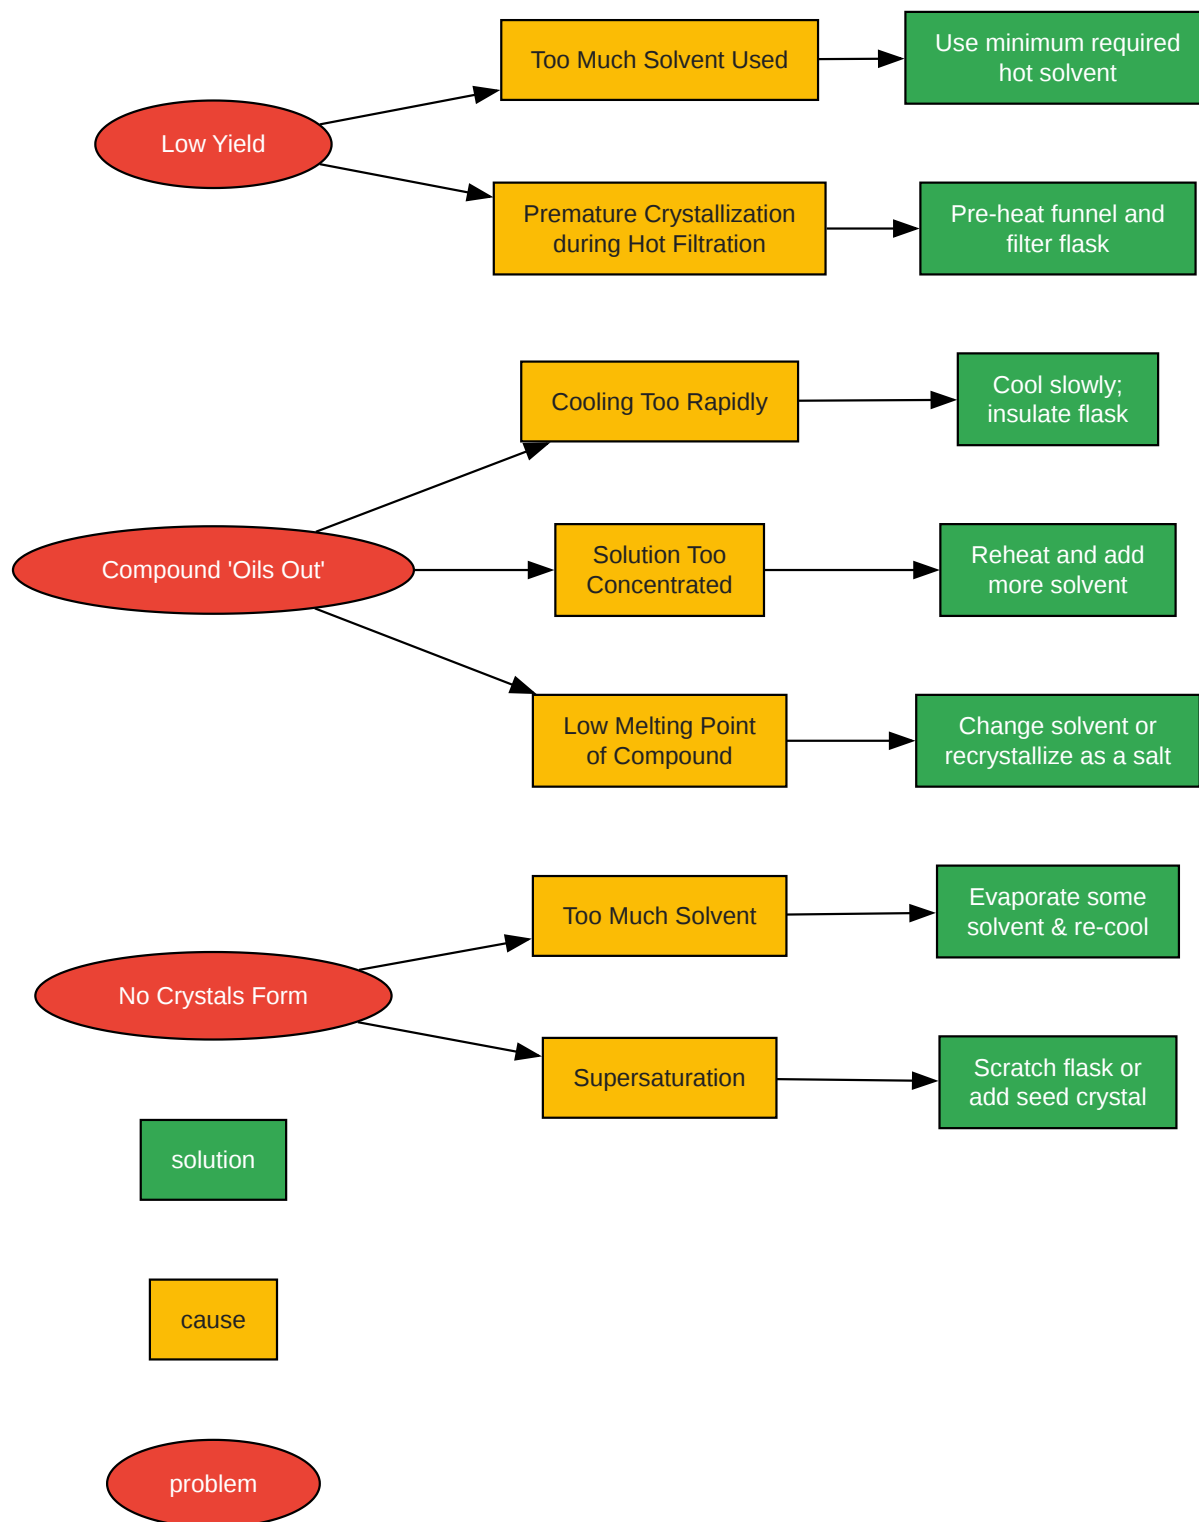 Low Yield
Too Much Solvent Used
Use minimum required
hot solvent
Premature Crystallization
during Hot Filtration
Pre-heat funnel and
filter flask
Compound 'Oils Out'
Cooling Too Rapidly
Cool slowly;
insulate flask
Solution Too
Concentrated
Reheat and add
more solvent
Low Melting Point
of Compound
Change solvent or
recrystallize as a salt
No Crystals Form
Too Much Solvent
Evaporate some
solvent & re-cool
Supersaturation
Scratch flask or
add seed crystal
solution
cause
problem